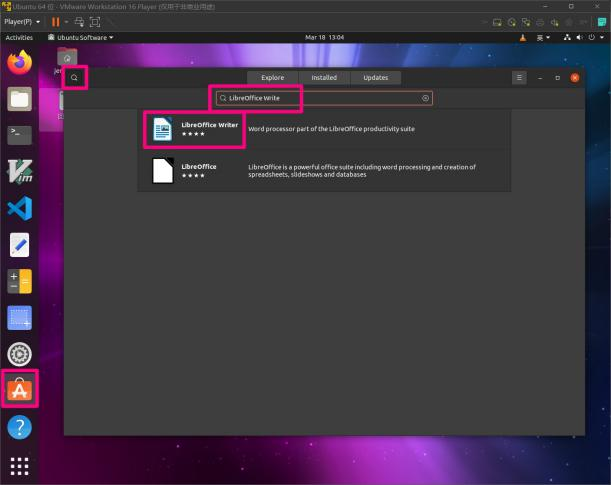 Ubuntu 64 位 - VMware Workstation 16 Player (仅用于非商业用途)
Player(P)
Activities
Ubuntu Software
Mar 18 13:04
英
Explore
Installed
Updates
LibreOffice Write
LibreOffice Writer
Word processor part of the LibreOffice productivity suite
LibreOffice
LibreOffice is a powerful office suite including word processing and creation of
spreadsheets, slideshows and databases